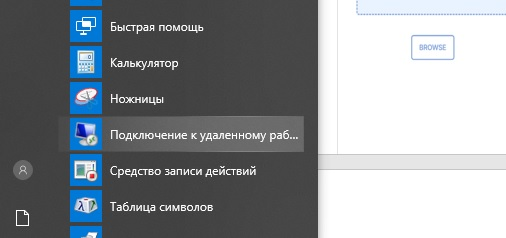 Быстрая помощь
Калькулятор
Ножницы
Подключение к удаленному раб...
Средство записи действий
Таблица символов
BROWSE